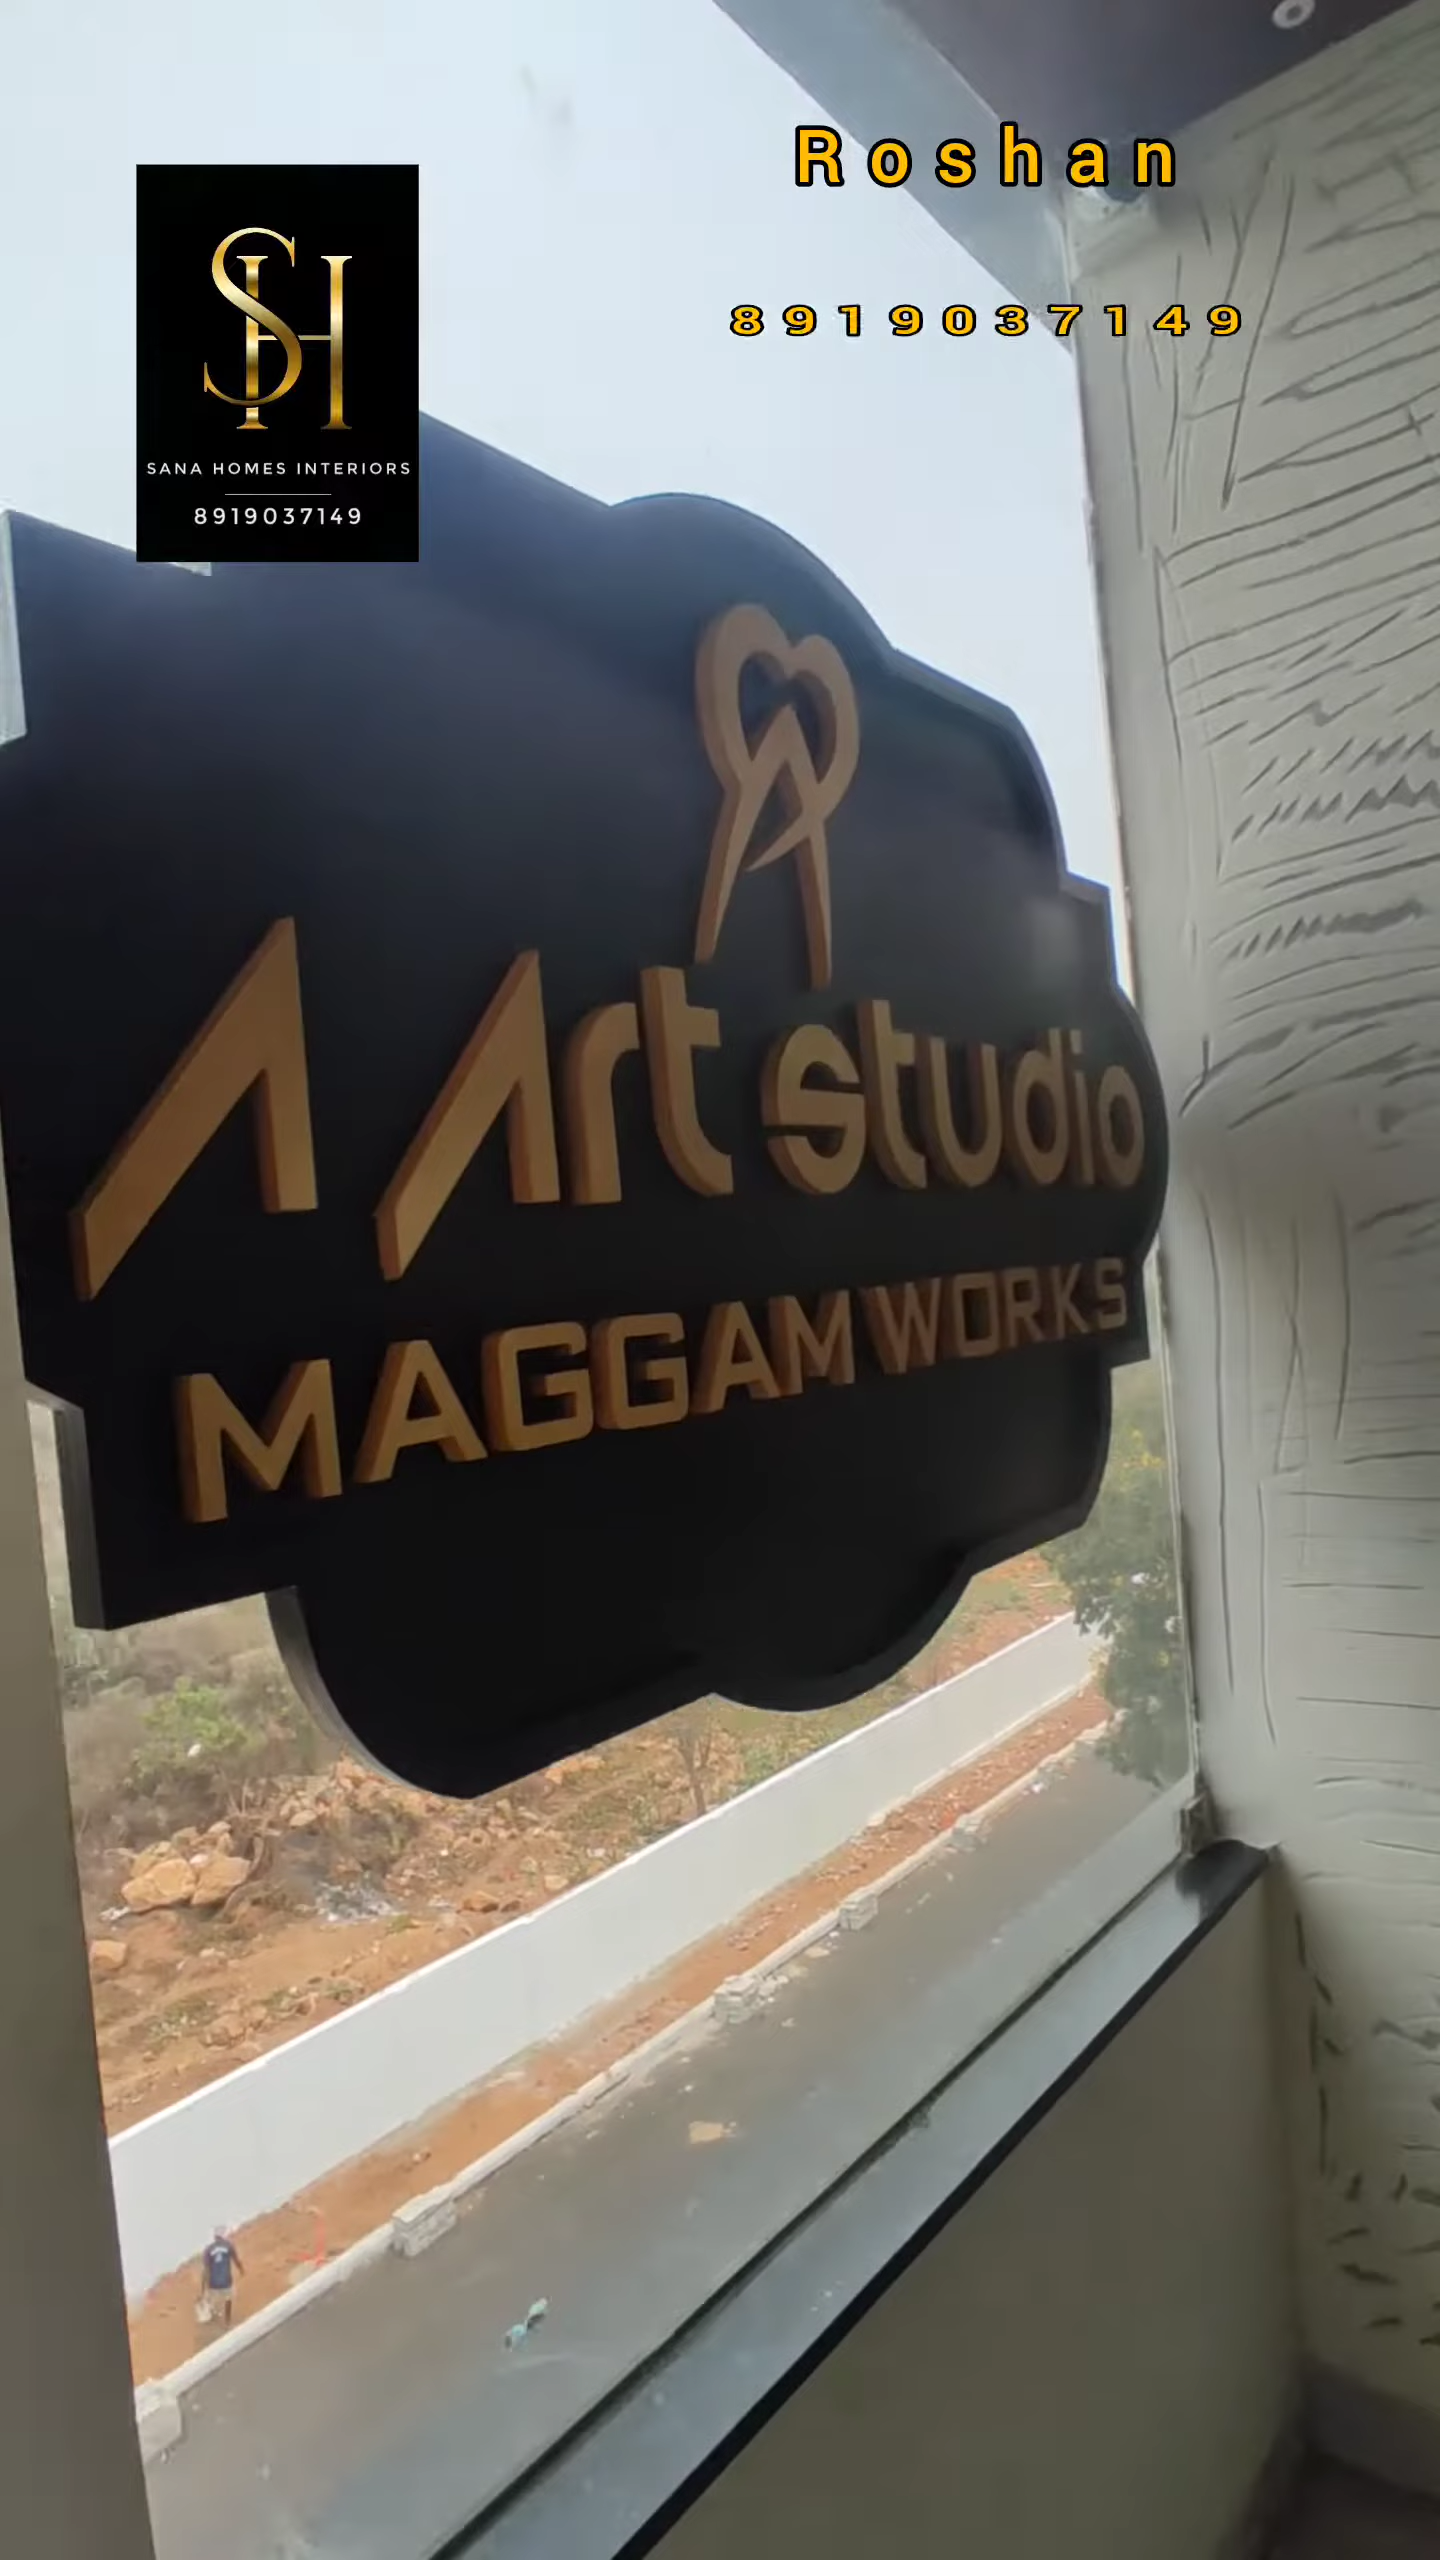 Roshan
8919037149
SH
SANA HOMES INTERIORS
8919037149
A Art studio
MAGGAM WORKS